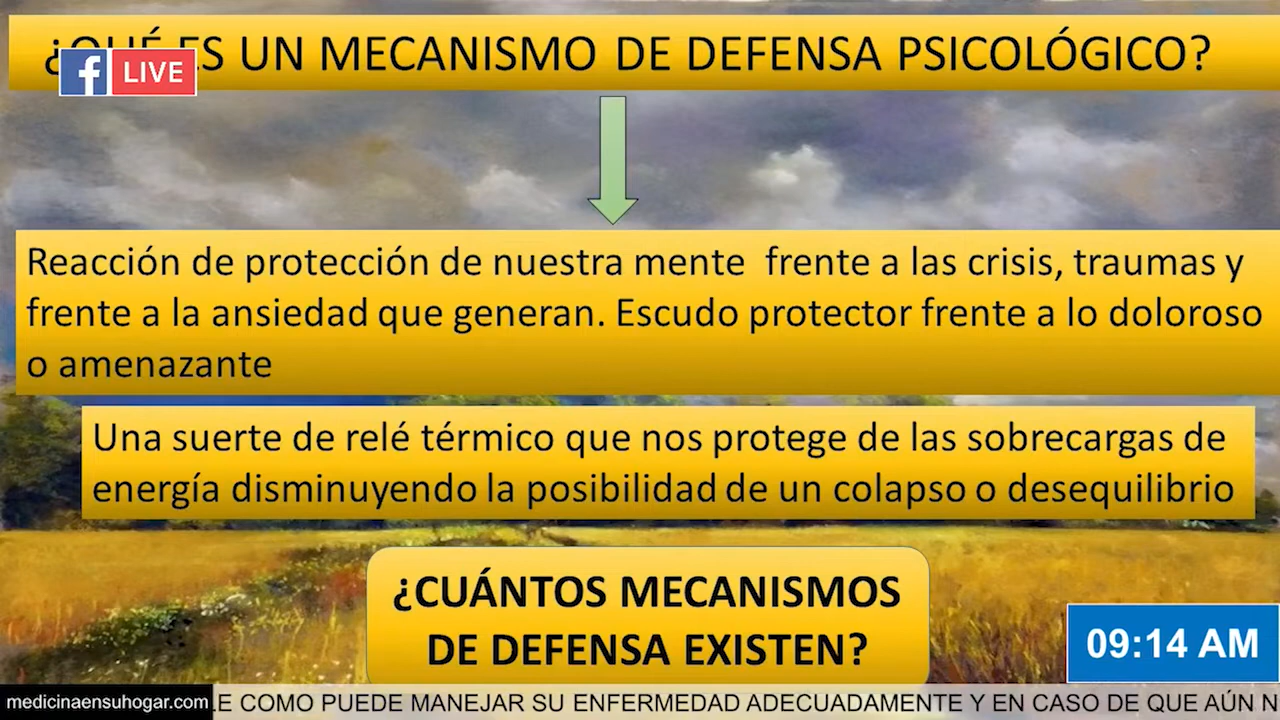 ¿QUÉ ES UN MECANISMO DE DEFENSA PSICOLÓGICO?
f LIVE
Reacción de protección de nuestra mente frente a las crisis, traumas y
frente a la ansiedad que generan. Escudo protector frente a lo doloroso
o amenazante
Una suerte de relé térmico que nos protege de las sobrecargas de
energía disminuyendo la posibilidad de un colapso o desequilibrio
¿CUÁNTOS MECANISMOS
DE DEFENSA EXISTEN?
09:14 AM
medicinaensuhogar.com .E COMO PUEDE MANEJAR SU ENFERMEDAD ADECUADAMENTE Y EN CASO DE QUE AÚN N